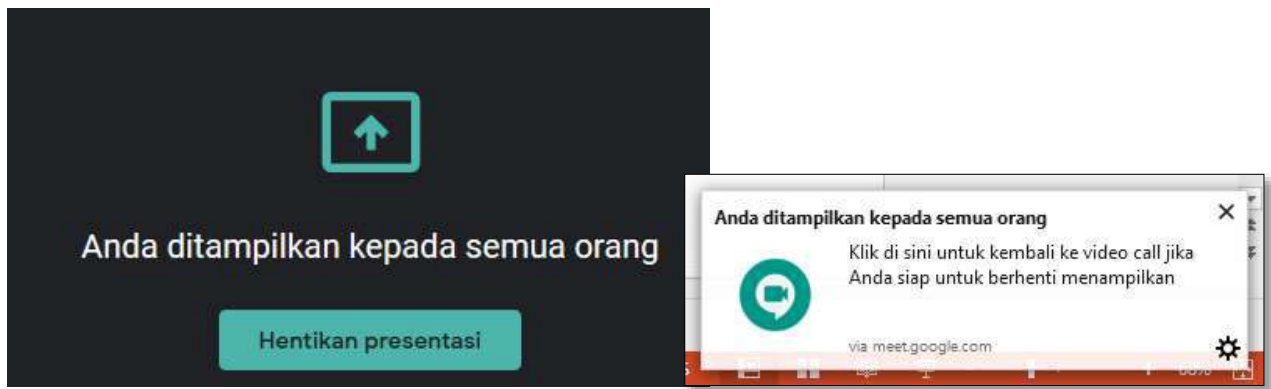 Anda ditampilkan kepada semua orang
Hentikan presentasi
Anda ditampilkan kepada semua orang
Klik di sini untuk kembali ke video call jika
Anda siap untuk berhenti menampilkan
via meet.google.com